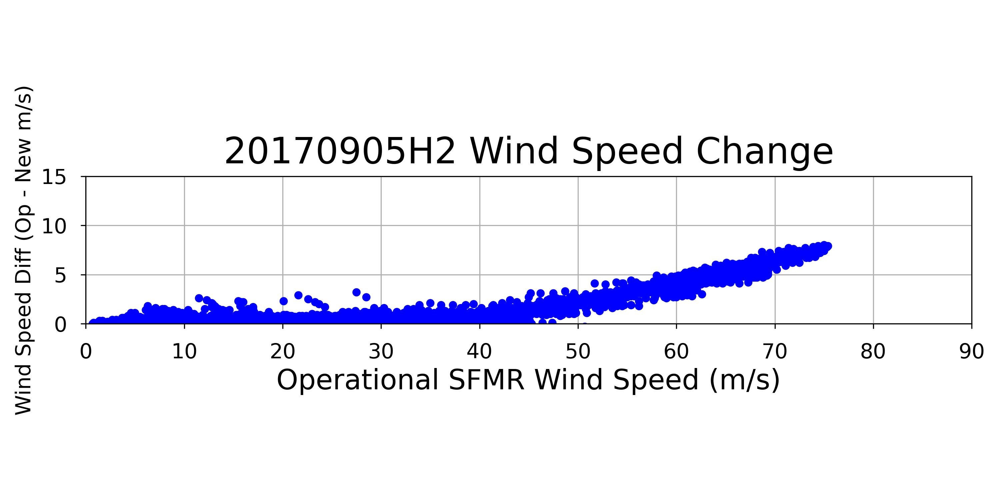 20170905H2 Wind Speed Change
Wind Speed Diff (Op - New m/s)
15
10
5
0
0 10 20 30 40 50 60 70 80 90
Operational SFMR Wind Speed (m/s)